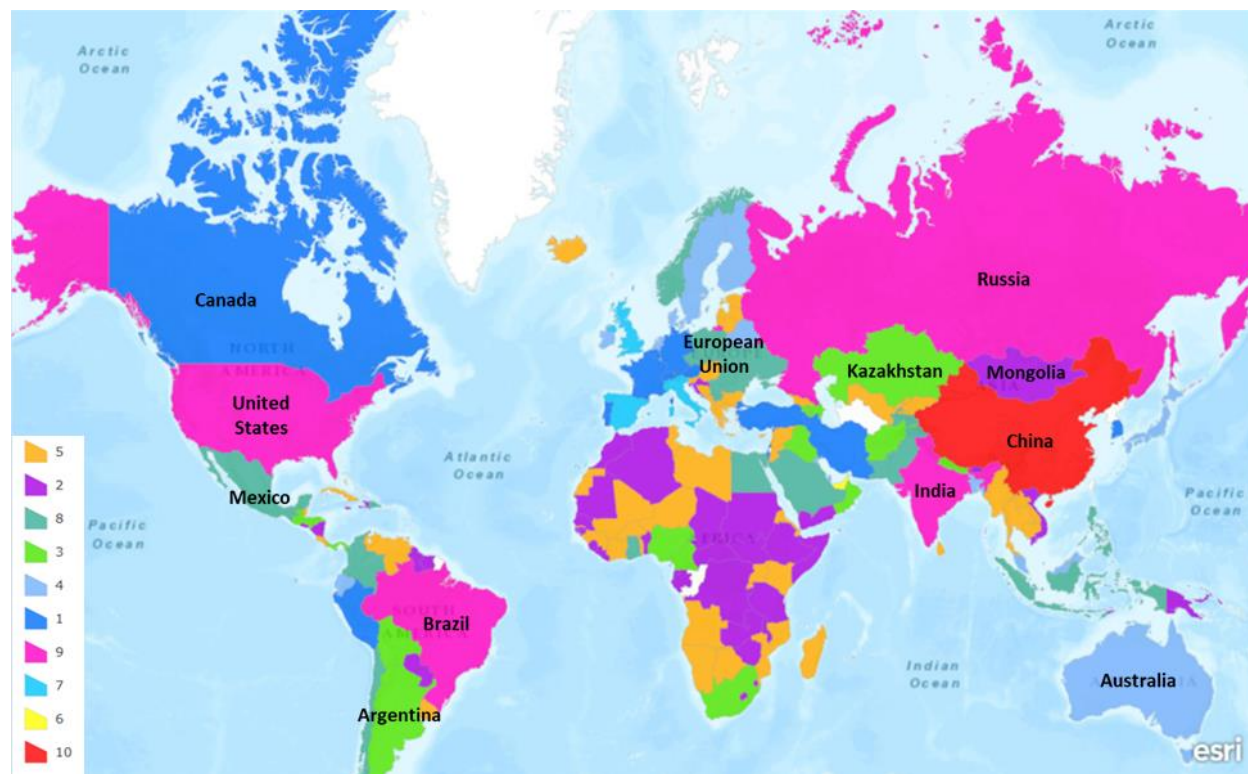 Arctic
Ocean
Arctic
Ocean
Canada
NORTH
AMERICA
United
States
Mexico
Atlantic
Ocean
Pacific
Ocean
European
Union
Russia
Kazakhstan
Mongolia
China
India
Pacific
Ocean
AFRICA
SOUTH
AMERICA
Brazil
Argentina
Indian
Ocean
Australia
5
2
8
3
4
1
9
7
6
10
esri